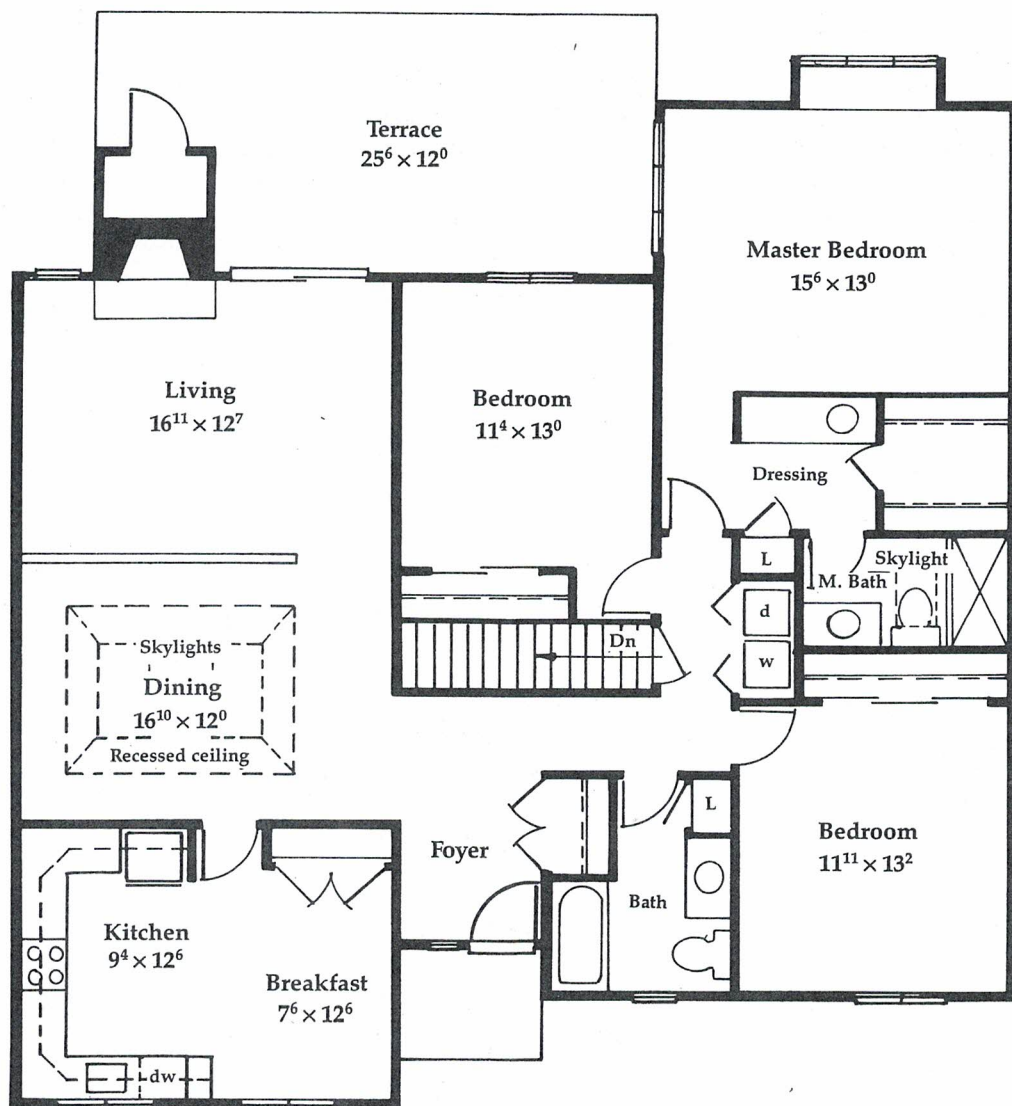 Terrace
25⁶ × 12⁰
Master Bedroom
15⁶ × 13⁰
Living
16¹¹ × 12⁷
Bedroom
11⁴ × 13⁰
Dressing
L
Skylight
M. Bath
d
Dn
w
Skylights
Dining
16¹⁰ × 12⁰
Recessed ceiling
L
Foyer
Bedroom
11¹¹ × 13²
Bath
Kitchen
9⁴ × 12⁶
Breakfast
7⁶ × 12⁶
dw